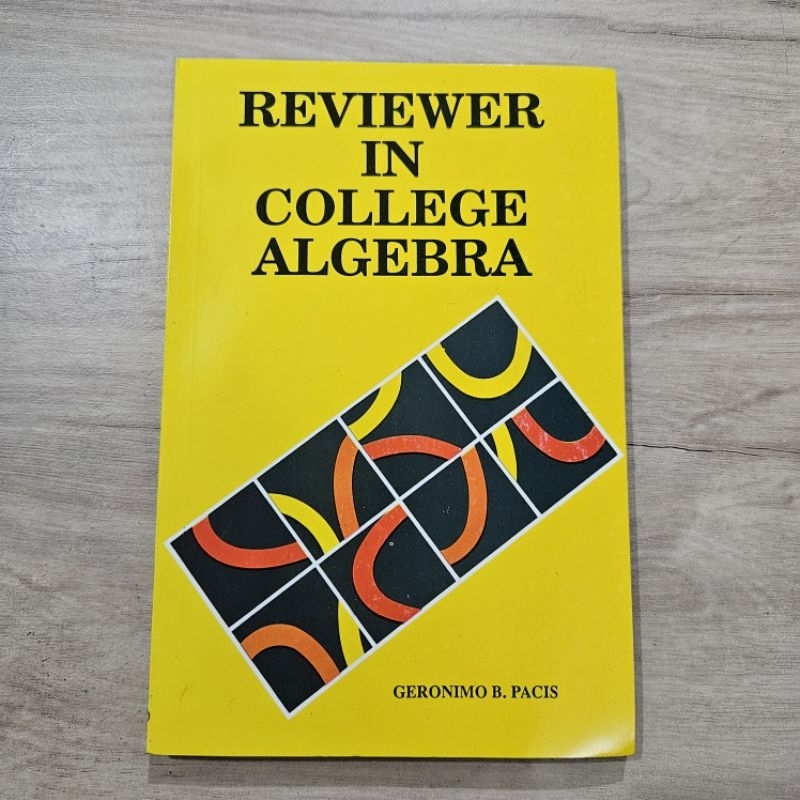 REVIEWER
IN
COLLEGE
ALGEBRA
GERONIMO B. PACIS